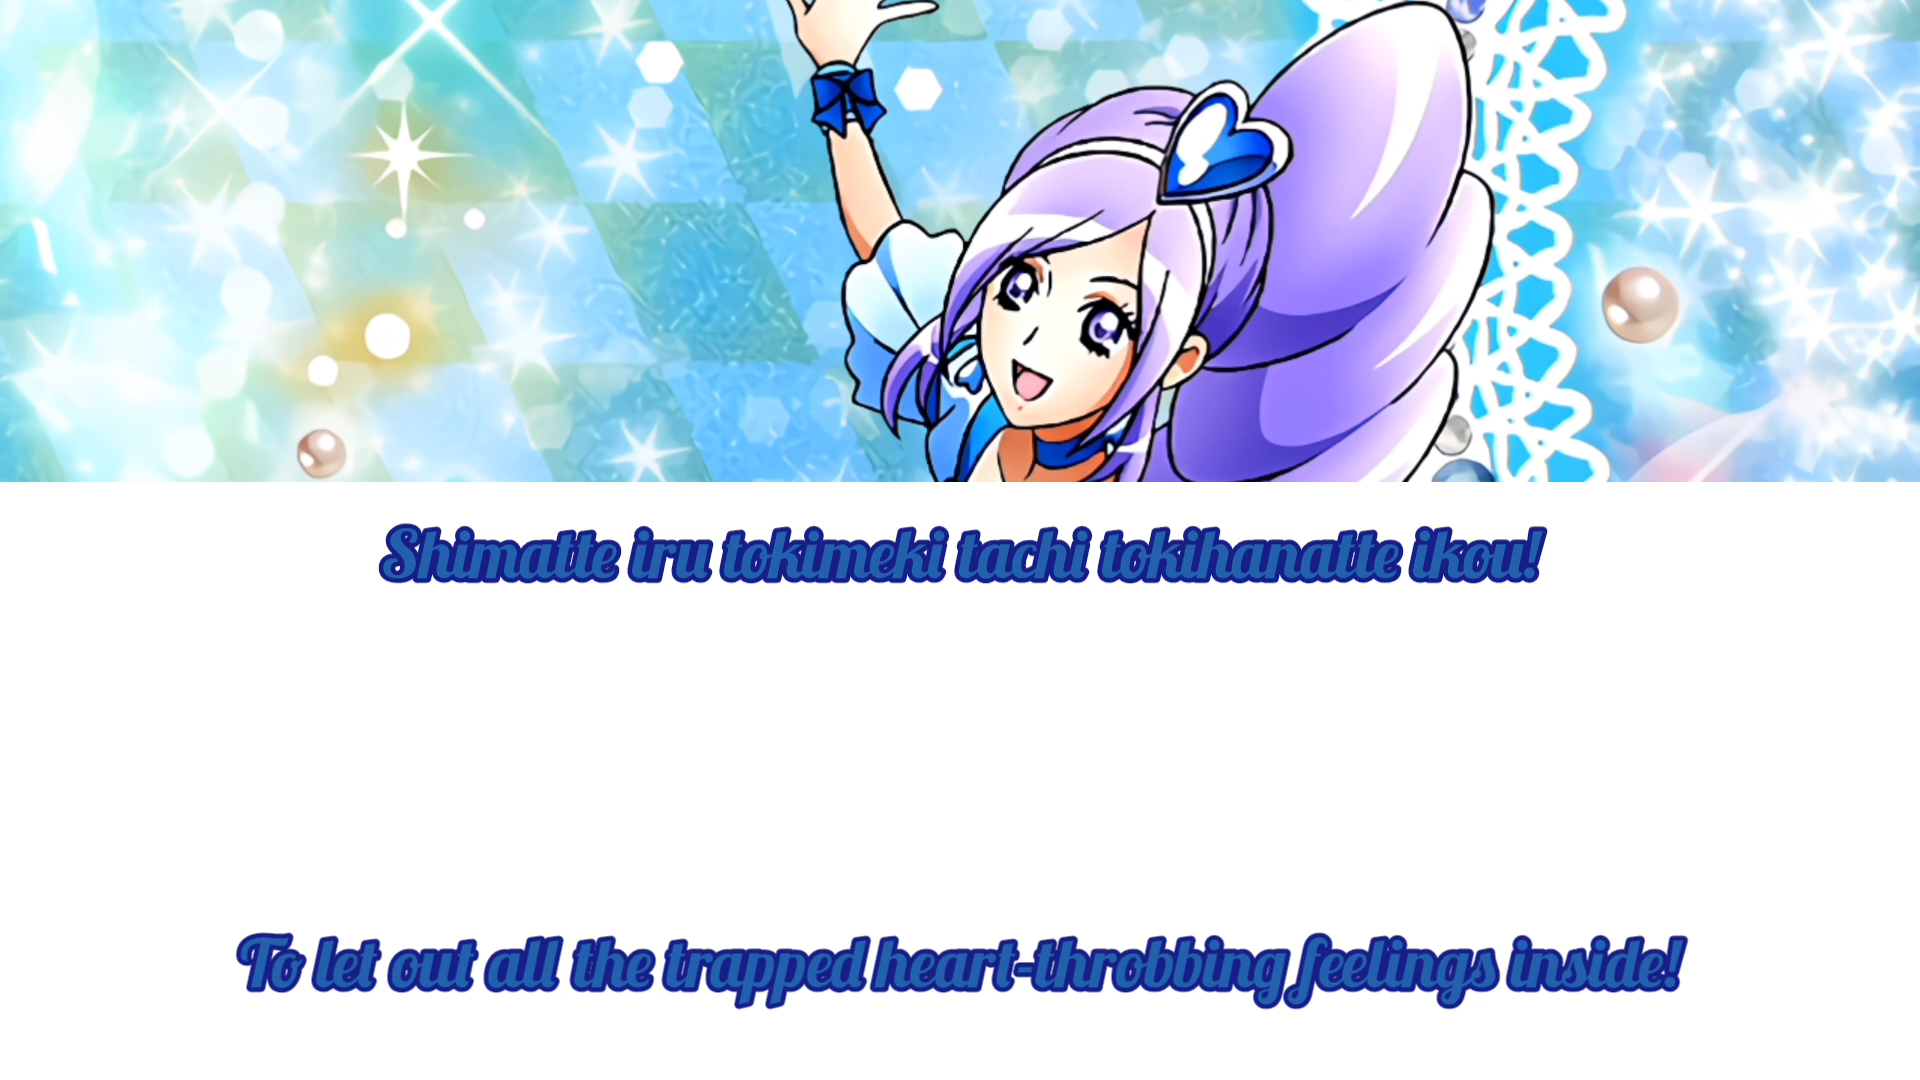 Shimatte iru tokimeki tachi tokihanatte ikou!
To let out all the trapped heart-throbbing feelings inside!